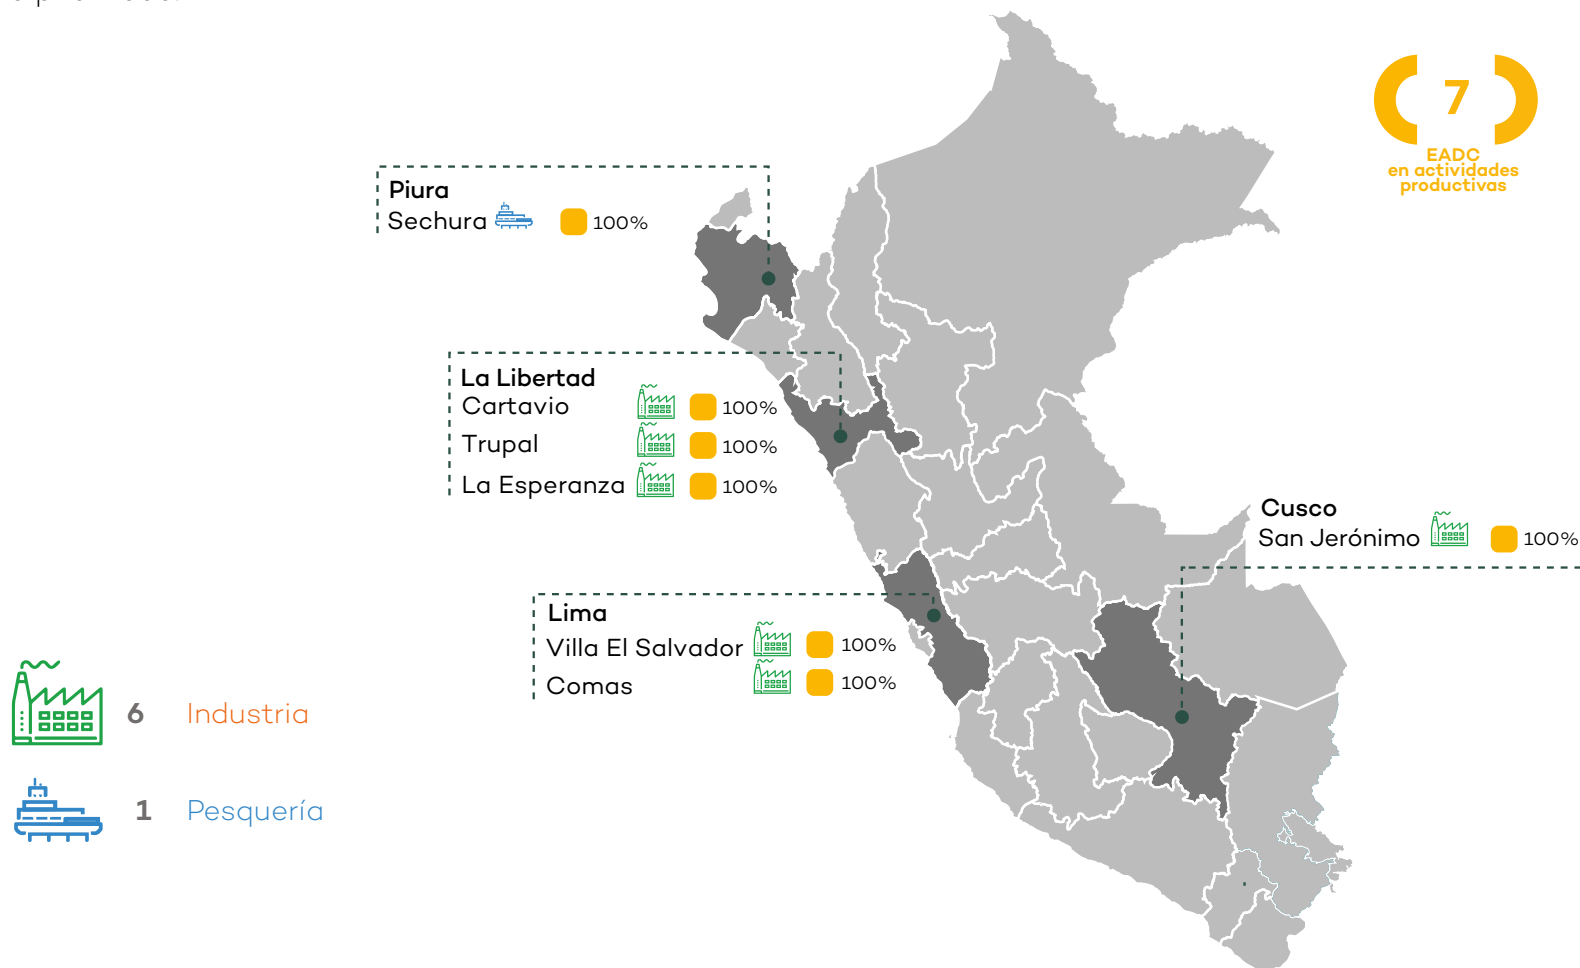 7
EADC
en actividades
productivas
Piura
Sechura 100%
La Libertad
Cartavio 100%
Trupal 100%
La Esperanza 100%
Cusco
San Jerónimo 100%
Lima
Villa El Salvador 100%
Comas 100%
6 Industria
1 Pesquería